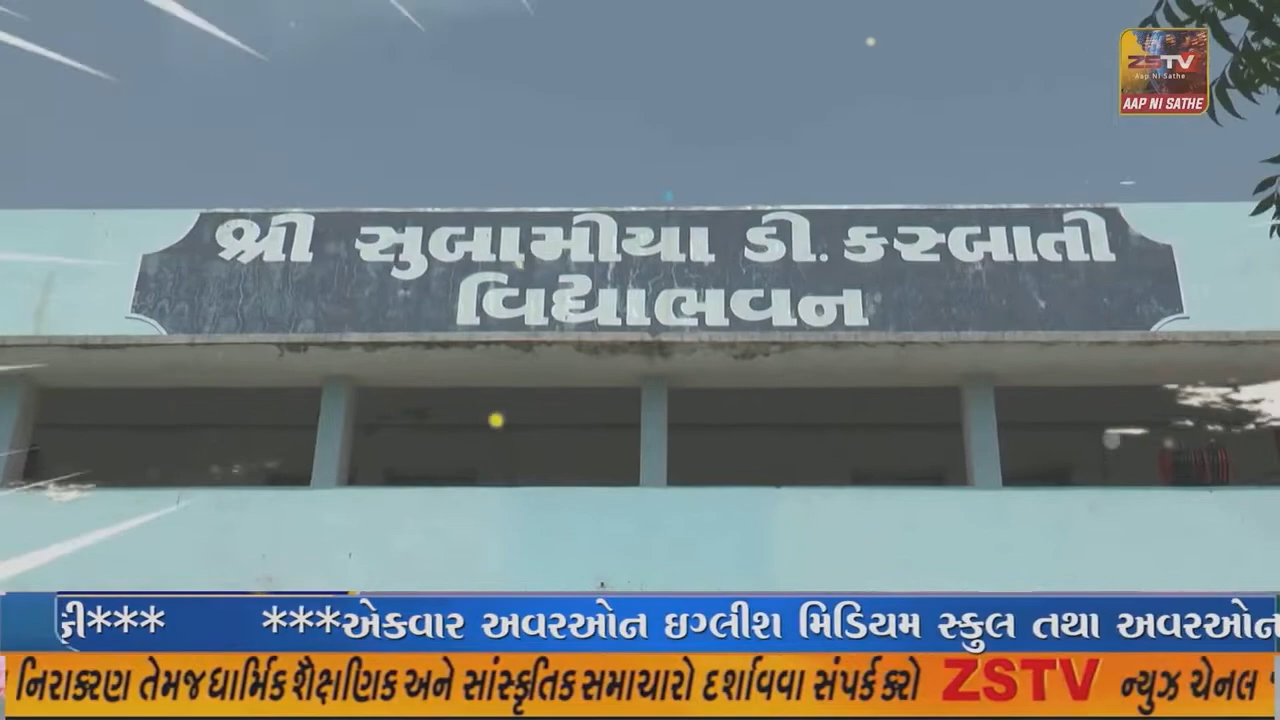 ZSTV
Aap Ni Sathe
AAP NI SATHE
શ્રી સુબામીયા ડી. કરબાતી
વિદ્યાભવન
***     ***એકવાર અવરઓન ઇગ્લીશ મિડિયમ સ્કુલ તથા અવરઓન
નિરાકરણ તેમજ ધાર્મિક શૈક્ષણિક અને સાંસ્કૃતિક સમાચારો દર્શાવવા સંપર્ક કરો ZSTV ન્યુઝ ચેનલ